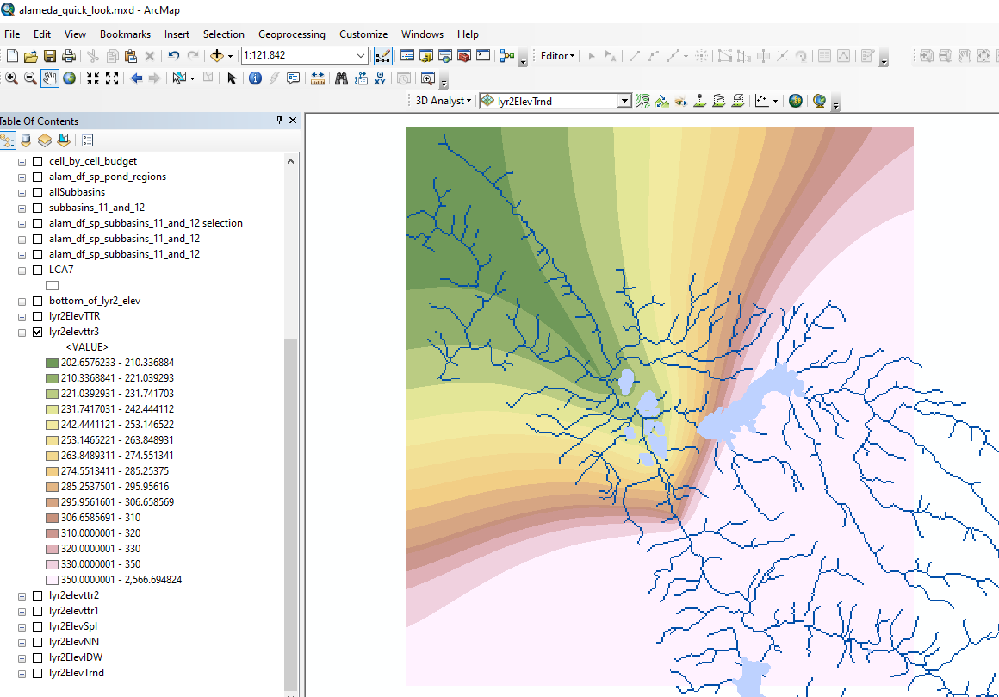 alameda_quick_look.mxd - ArcMap
File Edit View Bookmarks Insert Selection Geoprocessing Customize Windows Help
1:121,842 Editor
XY
3D Analyst lyr2ElevTrnd
Table Of Contents
cell_by_cell_budget
alam_df_sp_pond_regions
allSubbasins
subbasins_11_and_12
alam_df_sp_subbasins_11_and_12 selection
alam_df_sp_subbasins_11_and_12
alam_df_sp_subbasins_11_and_12
LCA7
bottom_of_lyr2_elev
lyr2ElevTTR
lyr2elevttr3
<VALUE>
202.6576233 - 210.336884
210.3368841 - 221.039293
221.0392931 - 231.741703
231.7417031 - 242.444112
242.4441121 - 253.146522
253.1465221 - 263.848931
263.8489311 - 274.551341
274.5513411 - 285.25375
285.2537501 - 295.95616
295.9561601 - 306.658569
306.6585691 - 310
310.0000001 - 320
320.0000001 - 330
330.0000001 - 350
350.0000001 - 2,566.694824
lyr2elevttr2
lyr2elevttr1
lyr2ElevSpl
lyr2ElevNN
lyr2ElevIDW
lyr2ElevTrnd